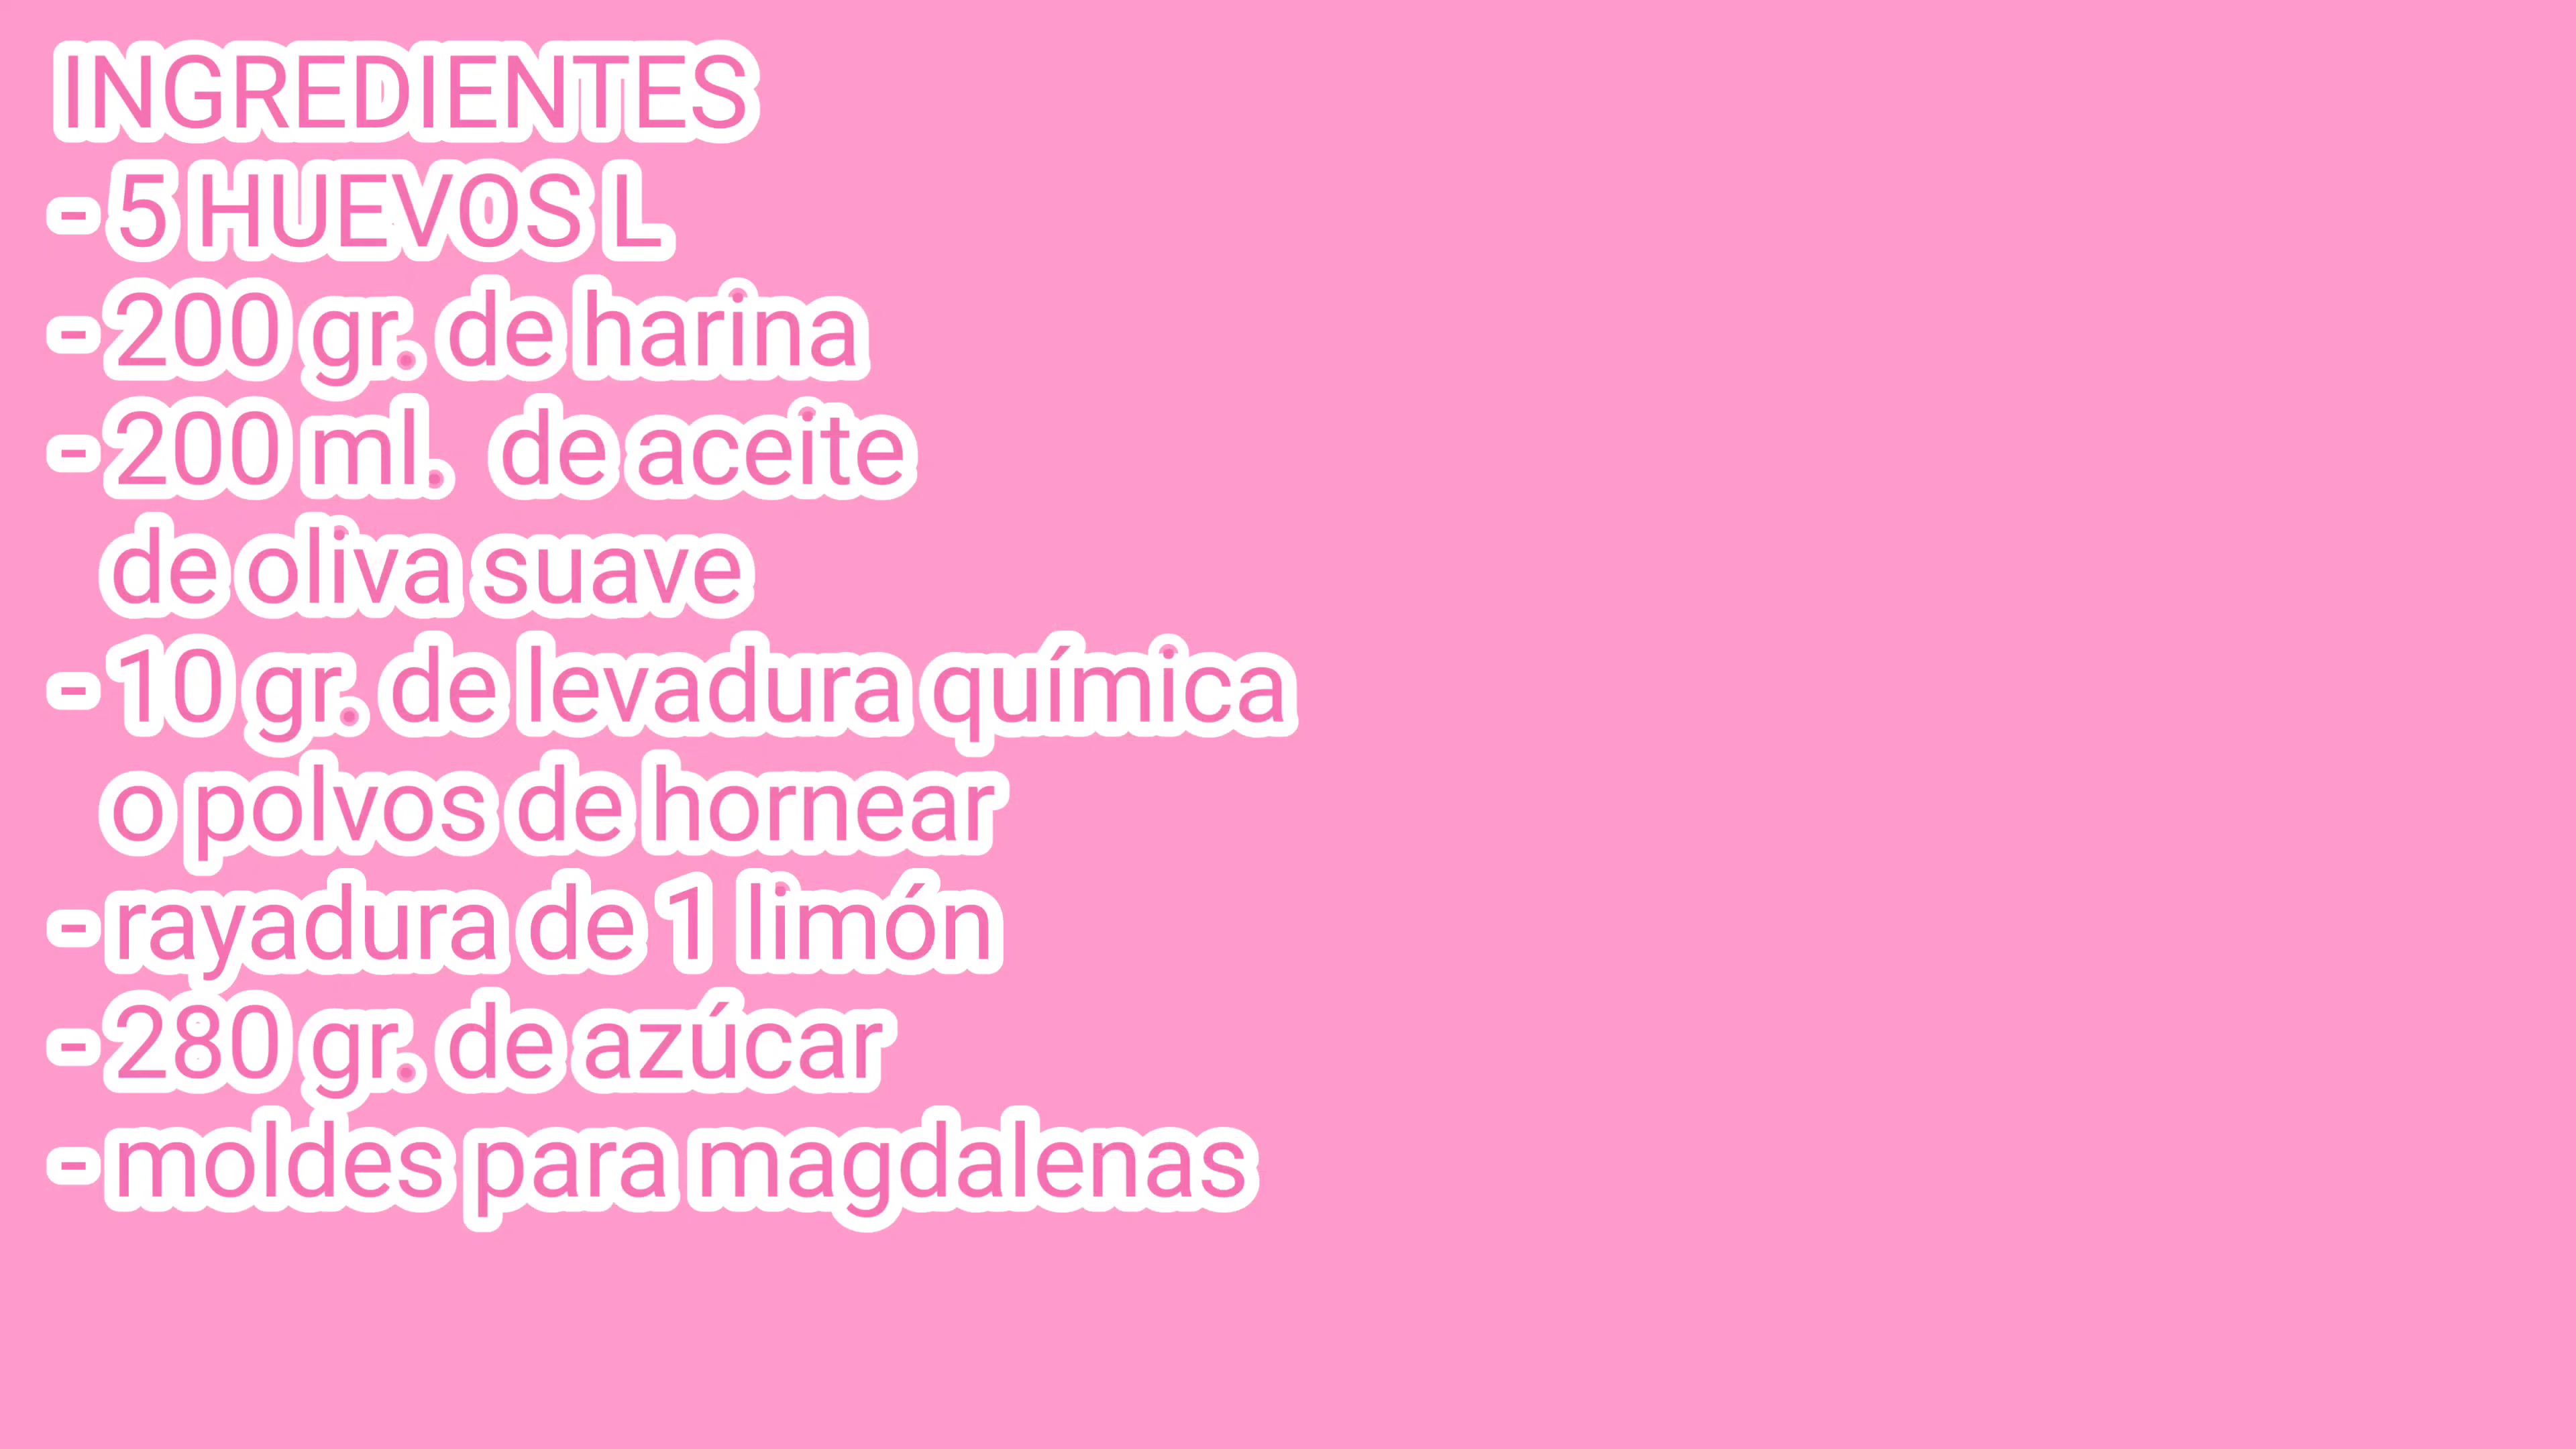 INGREDIENTES
- 5 HUEVOS L
- 200 gr. de harina
- 200 ml. de aceite
de oliva suave
- 10 gr. de levadura química
o polvos de hornear
- rayadura de 1 limón
- 280 gr. de azúcar
- moldes para magdalenas